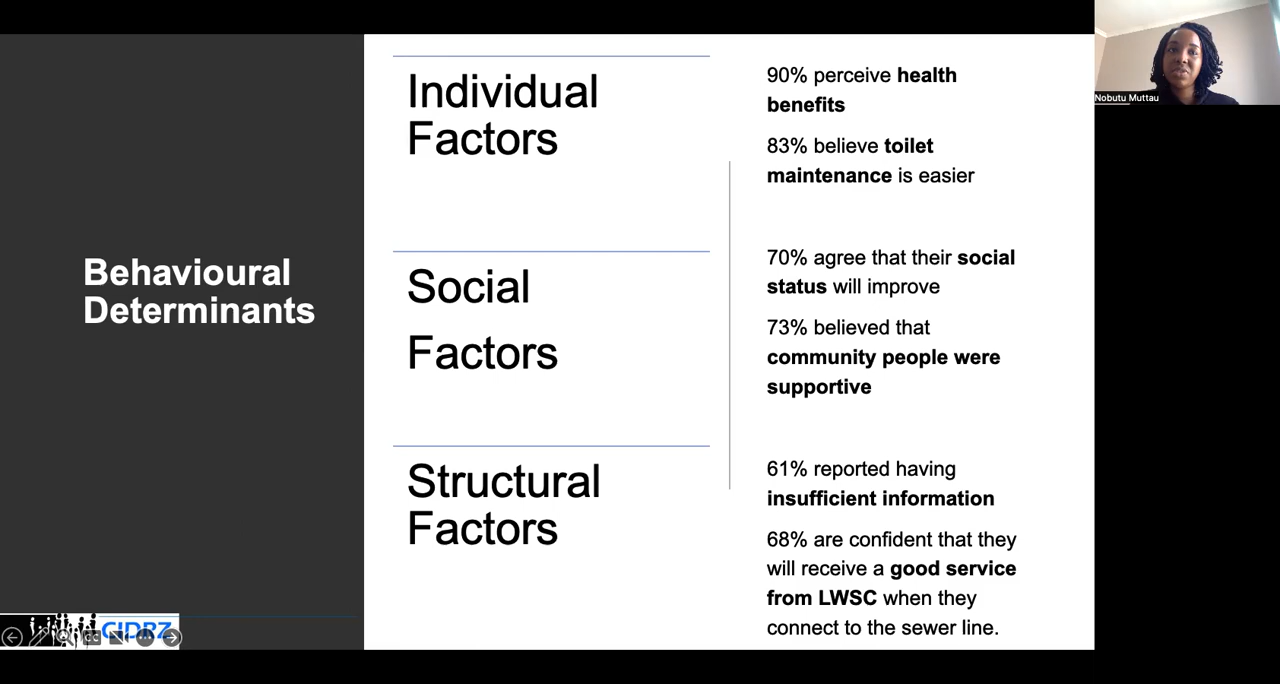 Behavioural
Determinants
Individual
Factors
90% perceive health
benefits
83% believe toilet
maintenance is easier
Social
Factors
70% agree that their social
status will improve
73% believed that
community people were
supportive
Structural
Factors
61% reported having
insufficient information
68% are confident that they
will receive a good service
from LWSC when they
connect to the sewer line.
Nobutu Muttau
CIDRZ
CC